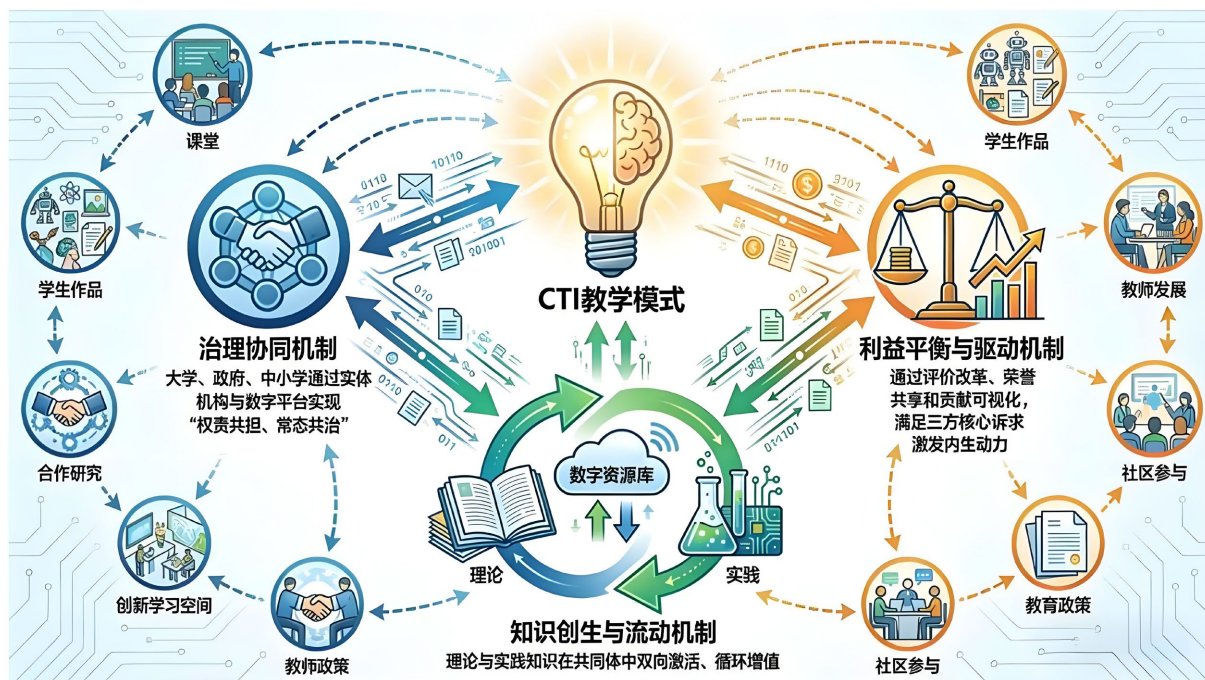 课堂
学生作品
CTI教学模式
学生作品
教师发展
治理协同机制
大学、政府、中小学通过实体
机构与数字平台实现
“权责共担、常态共治”
利益平衡与驱动机制
通过评价改革、荣誉
共享和贡献可视化，
满足三方核心诉求
激发内生动力
合作研究
社区参与
数字资源库
理论
实践
创新学习空间
教育政策
教师政策
社区参与
知识创生与流动机制
理论与实践知识在共同体中双向激活、循环增值
0110
10110
201001
010
0220
011
1110